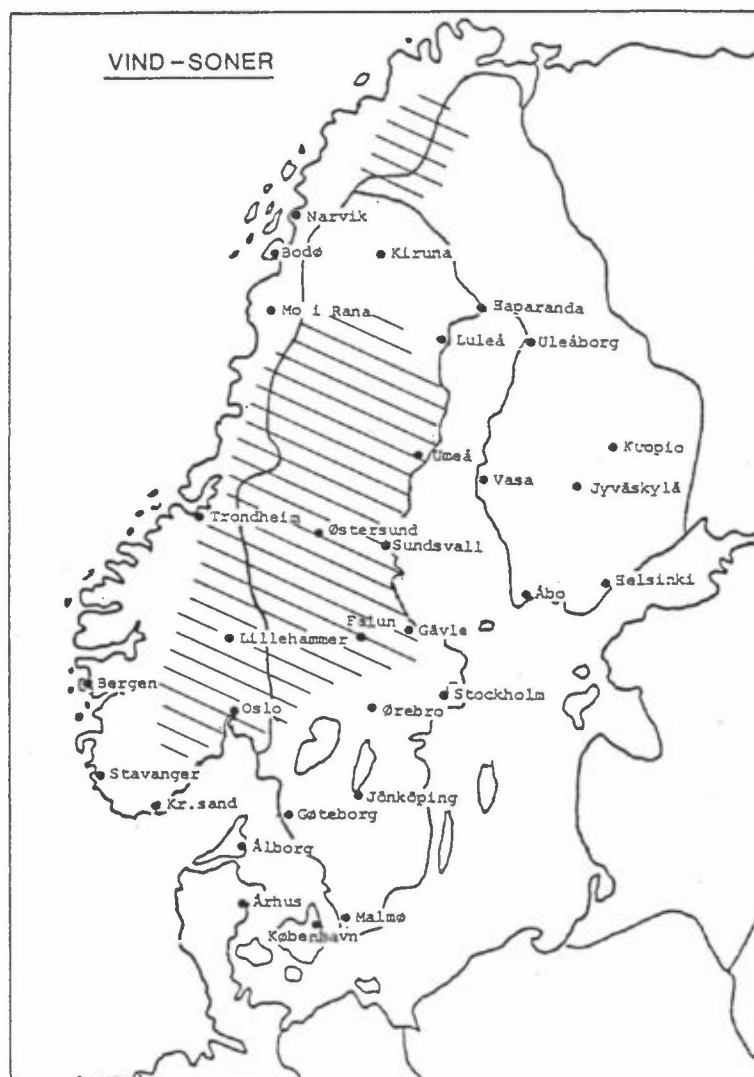 VIND-SONER
Narvik
Bodø
Kiruna
Mo i Rana
Haparanda
Luleå
Uleåborg
Umeå
Kuopio
Vasa
Jyväskylä
Trondheim
Østersund
Sundsvall
Helsinki
Åbo
Falun
Gävle
Lillehammer
Bergen
Stockholm
Oslo
Ørebro
Stavanger
Jönköping
Kr.sand
Gøteborg
Ålborg
Århus
Malmø
København